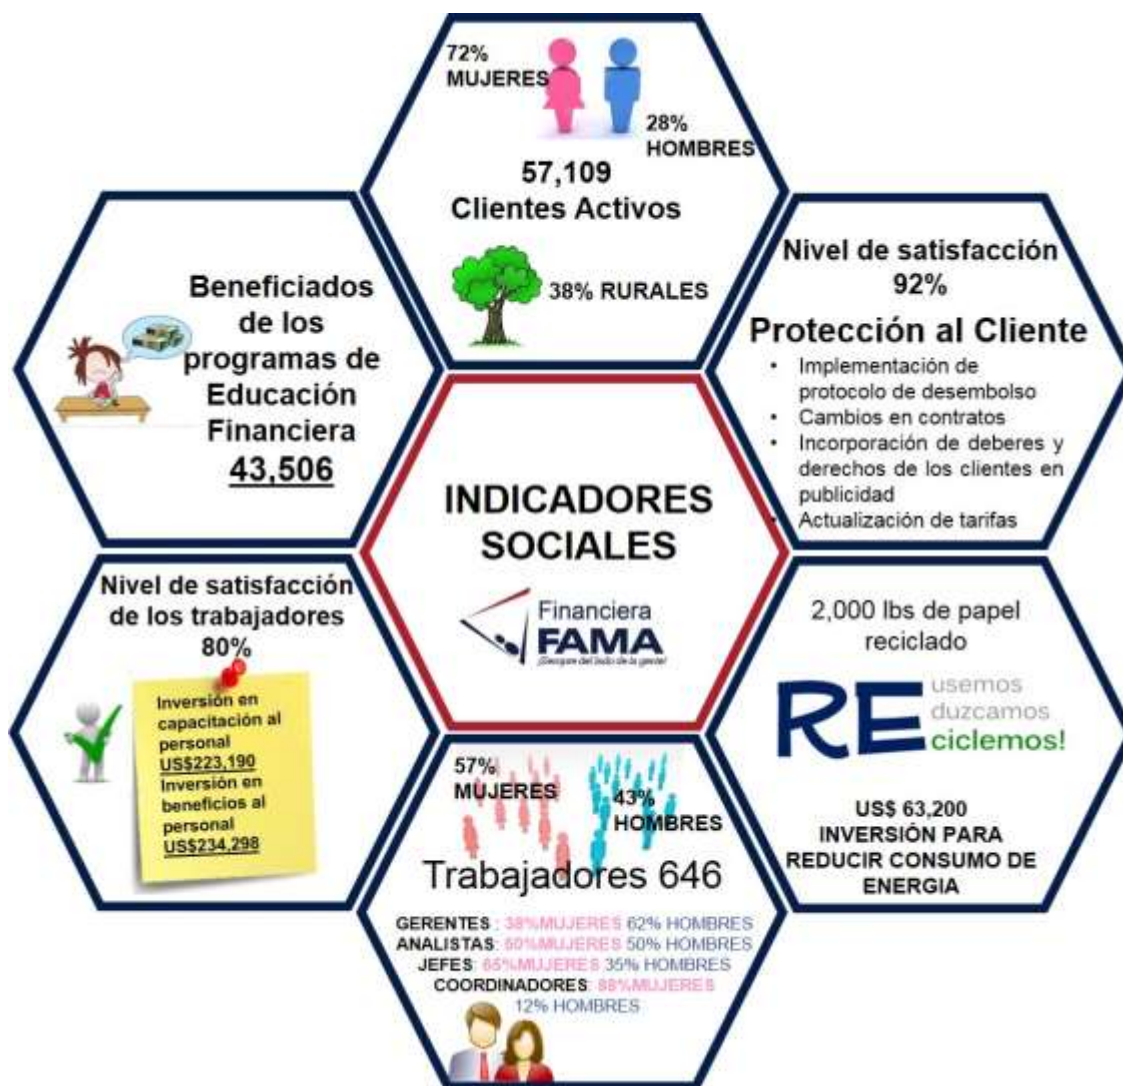 72%
MUJERES
28%
HOMBRES
57,109
Clientes Activos
38% RURALES
Beneficiados
de los
programas de
Educación
Financiera
43,506
Nivel de satisfacción
92%
Protección al Cliente
• Implementación de
protocolo de desembolso
• Cambios en contratos
• Incorporación de deberes y
derechos de los clientes en
publicidad
• Actualización de tarifas
INDICADORES
SOCIALES
Financiera
FAMA
¡Siempre del lado de la gente!
Nivel de satisfacción
de los trabajadores
80%
Inversión en
capacitación al
personal
US$223,190
Inversión en
beneficios al
personal
US$234,298
2,000 lbs de papel
reciclado
RE usemos
duzcamos
ciclemos!
US$ 63,200
INVERSIÓN PARA
REDUCIR CONSUMO DE
ENERGIA
57%
MUJERES
43%
HOMBRES
Trabajadores 646
GERENTES : 38%MUJERES 62% HOMBRES
ANALISTAS: 50%MUJERES 50% HOMBRES
JEFES: 65%MUJERES 35% HOMBRES
COORDINADORES: 88%MUJERES
12% HOMBRES